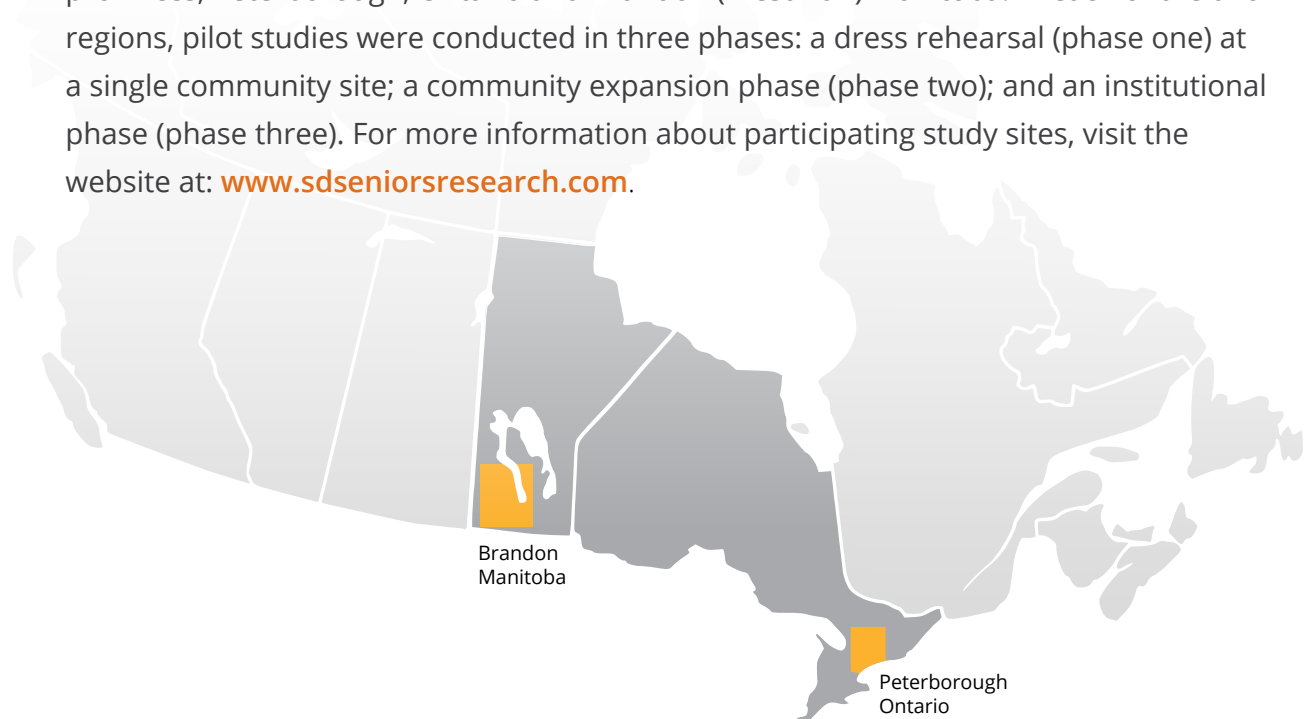 regions, pilot studies were conducted in three phases: a dress rehearsal (phase one) at
a single community site; a community expansion phase (phase two); and an institutional
phase (phase three). For more information about participating study sites, visit the
website at: www.sdseniorsresearch.com.
Brandon
Manitoba
Peterborough
Ontario